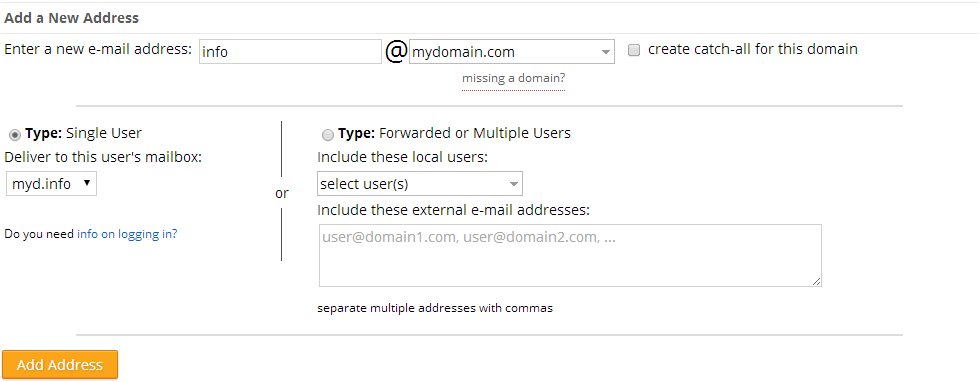 Add a New Address
Enter a new e-mail address: info @ mydomain.com create catch-all for this domain
missing a domain?
Type: Single User
Deliver to this user's mailbox:
myd.info
Do you need info on logging in?
or
Type: Forwarded or Multiple Users
Include these local users:
select user(s)
Include these external e-mail addresses:
user@domain1.com, user@domain2.com, ...
separate multiple addresses with commas
Add Address